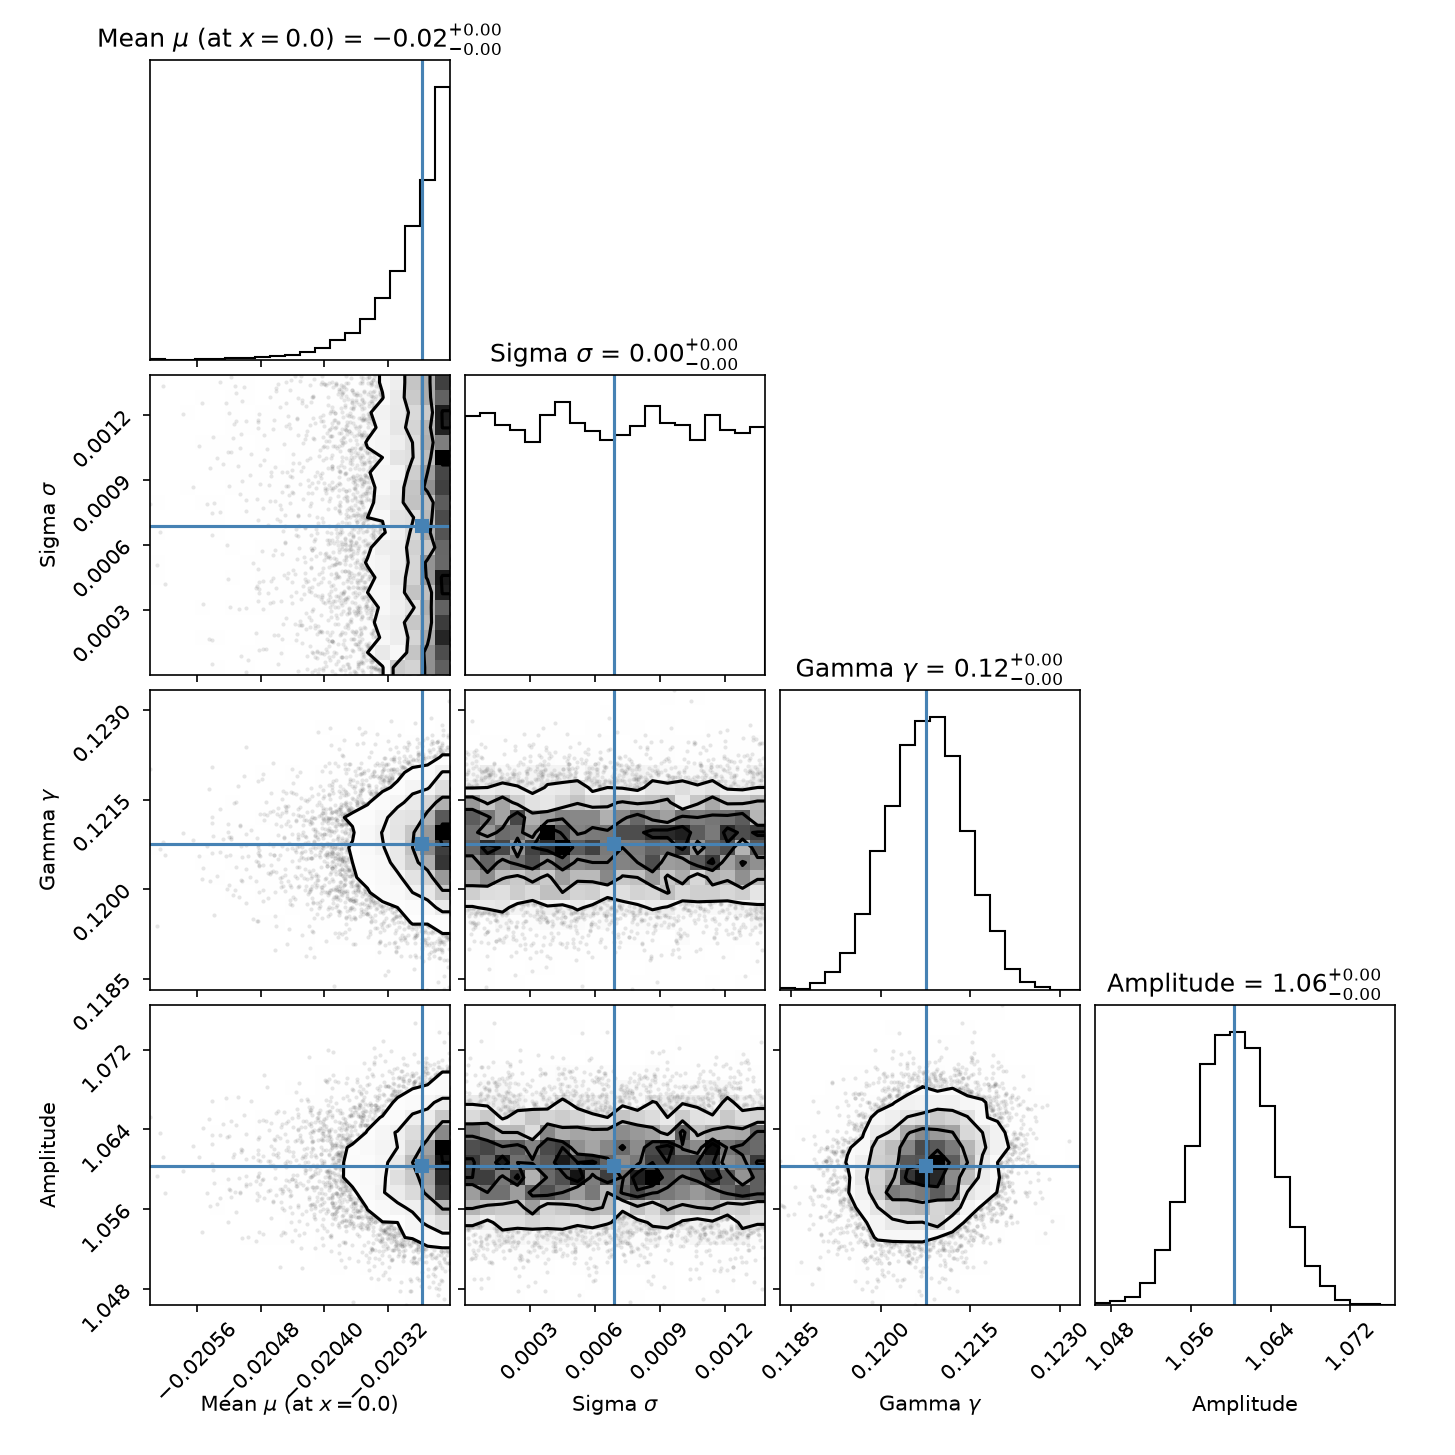 Mean μ (at x = 0.0) = −0.02+0.00−0.00
Sigma σ = 0.00+0.00−0.00
0.0012
0.0009
0.0006
0.0003
Sigma σ
Gamma γ = 0.12+0.00−0.00
0.1230
0.1215
0.1200
0.1185
Gamma γ
Amplitude = 1.06+0.00−0.00
1.072
1.064
1.056
1.048
Amplitude
−0.02056
−0.02048
−0.02040
−0.02032
Mean μ (at x = 0.0)
0.0003
0.0006
0.0009
0.0012
Sigma σ
0.1185
0.1200
0.1215
0.1230
Gamma γ
1.048
1.056
1.064
1.072
Amplitude